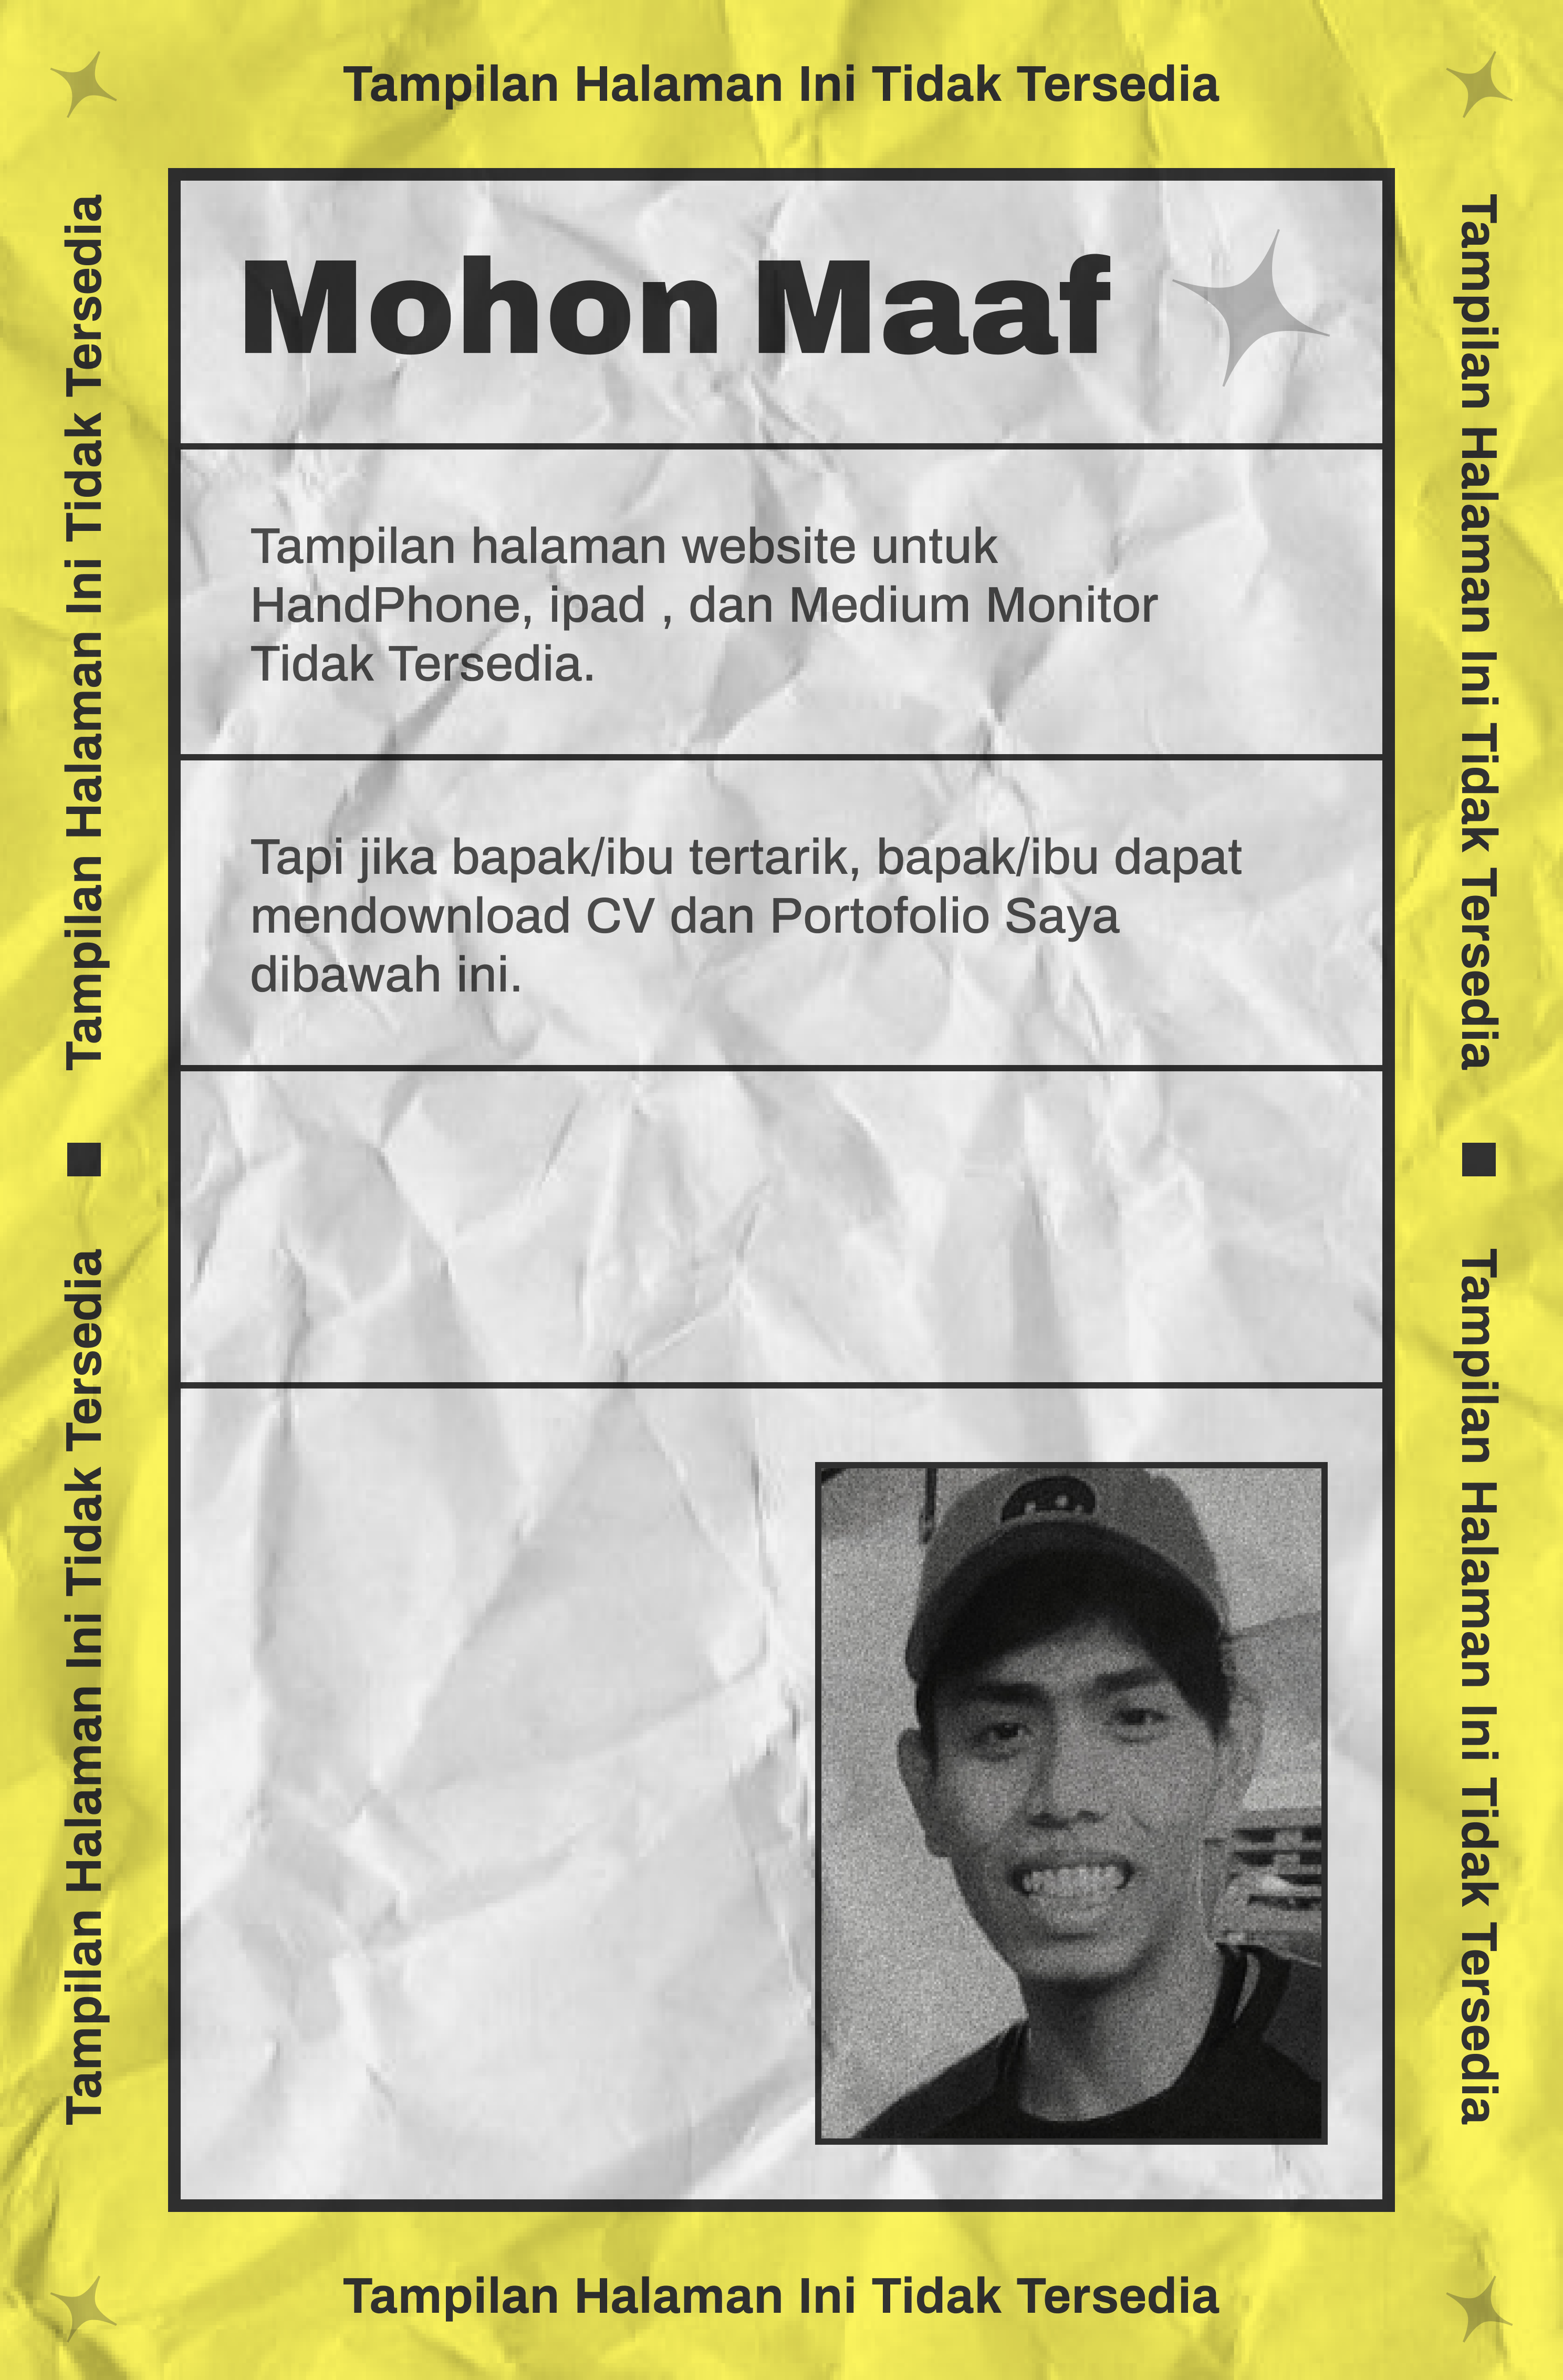 Tampilan Halaman Ini Tidak Tersedia
Tampilan Halaman Ini Tidak Tersedia
Tampilan Halaman Ini Tidak Tersedia
Mohon Maaf
Tampilan halaman website untuk
HandPhone, ipad , dan Medium Monitor
Tidak Tersedia.
Tapi jika bapak/ibu tertarik, bapak/ibu dapat
mendownload CV dan Portofolio Saya
dibawah ini.
Tampilan Halaman Ini Tidak Tersedia
Tampilan Halaman Ini Tidak Tersedia
Tampilan Halaman Ini Tidak Tersedia